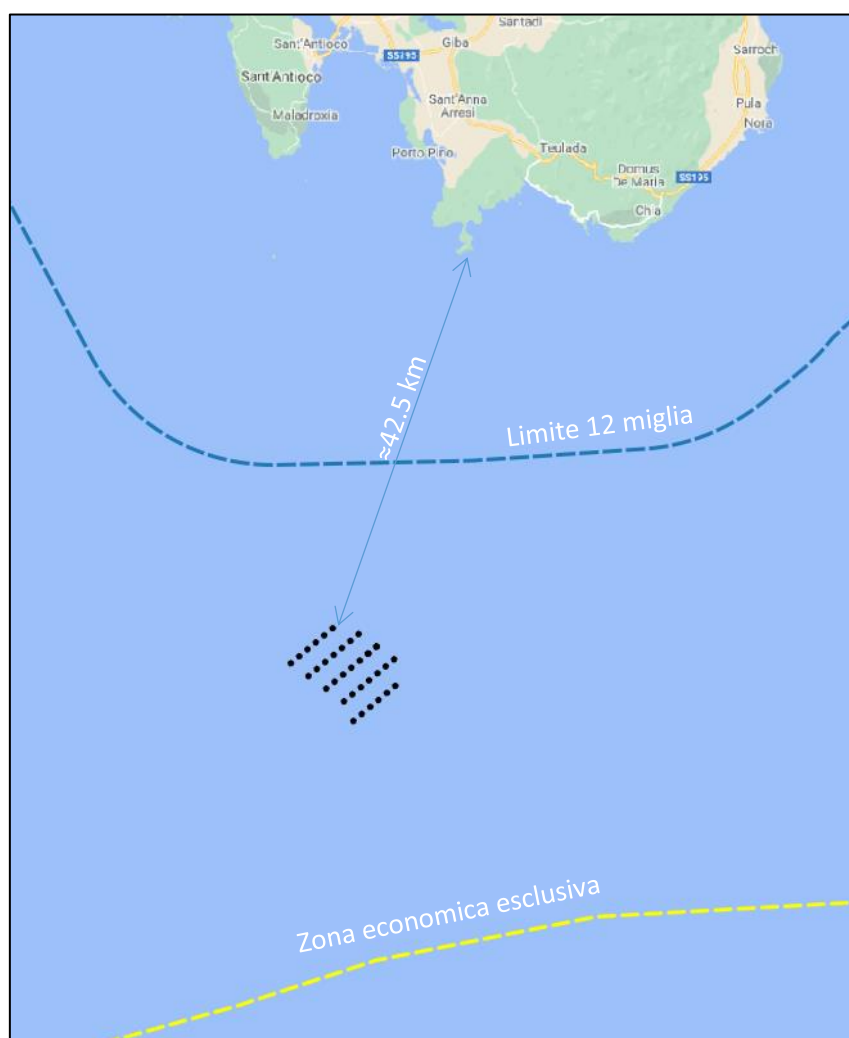 Santadi
Sant'Antioco
Giba
SS195
Sarroch
Sant'Antioco
Sant'Anna
Arresi
Pula
Maladroxia
Nora
Porto Pino
Teulada
Domus
De Maria
SS195
Chia
≈42.5 km
Limite 12 miglia
Zona economica esclusiva